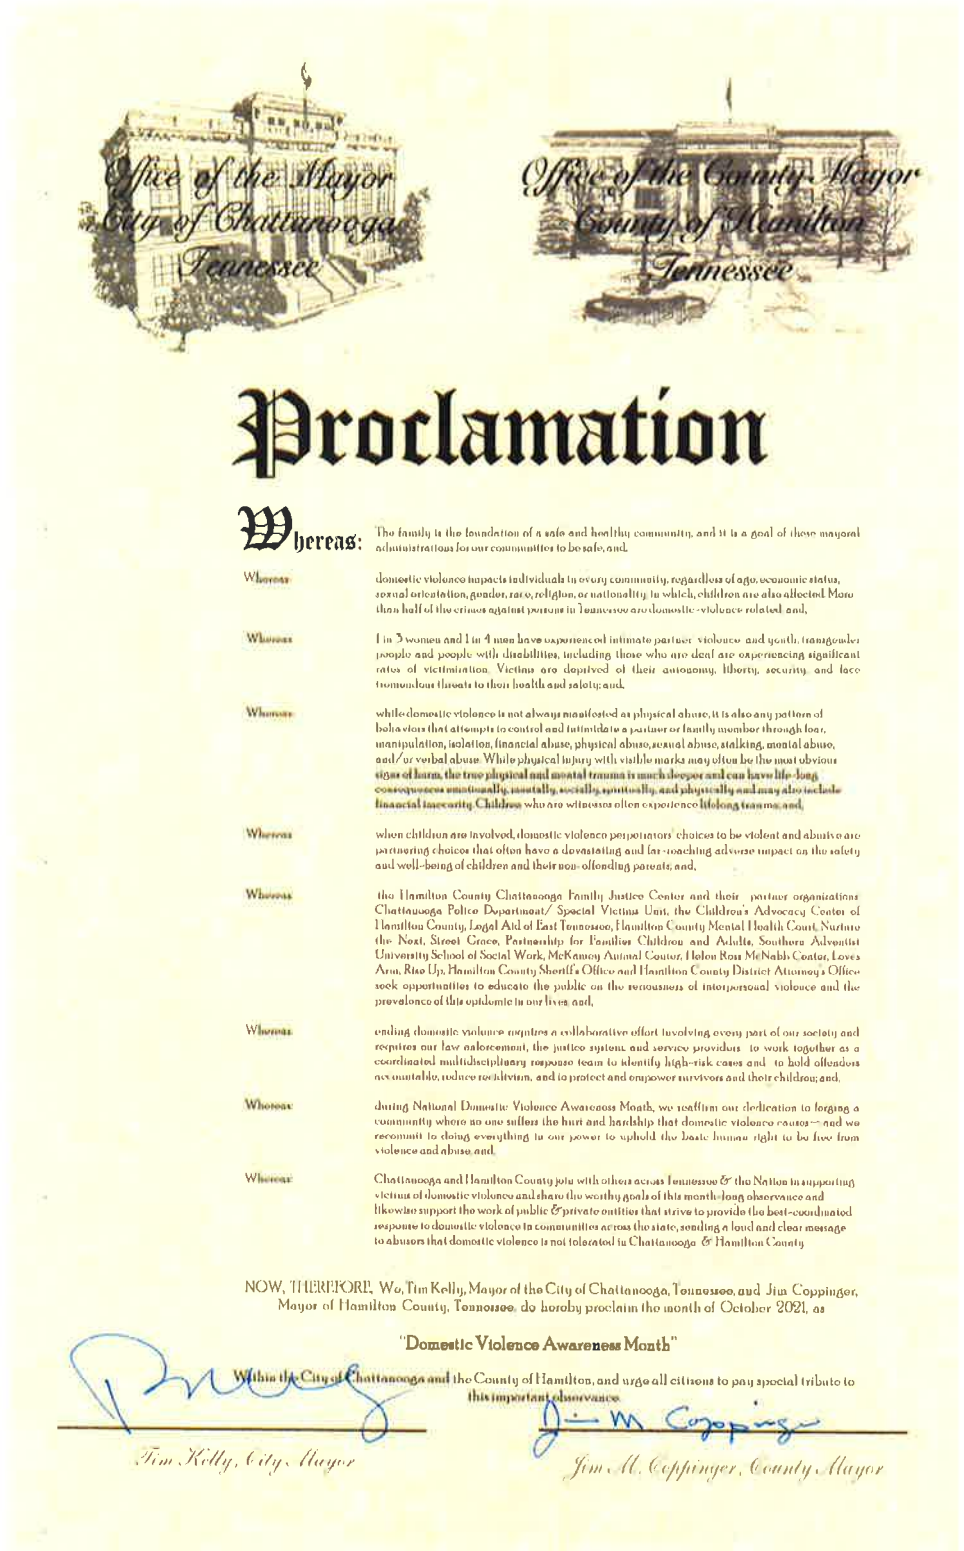 Office of the Mayor
City of Chattanooga
Tennessee
Office of the County Mayor
County of Hamilton
Tennessee
Proclamation
Whereas: The family is the foundation of a safe and healthy community, and it is a goal of these mayoral
administrations for our communities to be safe, and,
Whereas domestic violence impacts individuals in every community, regardless of age, economic status,
sexual orientation, gender, race, religion, or nationality, in which, children are also affected. More
than half of the crimes against persons in Tennessee are domestic-violence related and,
Whereas 1 in 3 women and 1 in 4 men have experienced intimate partner violence and youth, transgender
people and people with disabilities, including those who are deaf are experiencing significant
rates of victimization. Victims are deprived of their autonomy, liberty, security, and face
tremendous threats to their health and safety; and,
Whereas while domestic violence is not always manifested as physical abuse, it is also any pattern of
behaviors that attempts to control and intimidate a partner or family member through fear,
manipulation, isolation, financial abuse, physical abuse, sexual abuse, stalking, mental abuse,
and/or verbal abuse. While physical injury with visible marks may often be the most obvious
signs of harm, the true physical and mental trauma is much deeper and can have life-long
consequences emotionally, mentally, socially, spiritually, and physically and may also include
financial insecurity. Children who are witnesses often experience lifelong trauma; and,
Whereas when children are involved, domestic violence perpetrators' choices to be violent and abusive are
parenting choices that often have a devastating and far-reaching adverse impact on the safety
and well-being of children and their non-offending parents; and,
Whereas the Hamilton County Chattanooga Family Justice Center and their partner organizations
Chattanooga Police Department/ Special Victims Unit, the Children's Advocacy Center of
Hamilton County, Legal Aid of East Tennessee, Hamilton County Mental Health Court, Nurture
the Next, Street Grace, Partnership for Families Children and Adults, Southern Adventist
University School of Social Work, McKamey Animal Center, Helen Ross McNabb Center, Loves
Arm, Rise Up, Hamilton County Sheriff's Office and Hamilton County District Attorney's Office
seek opportunities to educate the public on the seriousness of interpersonal violence and the
prevalence of this epidemic in our lives; and,
Whereas ending domestic violence requires a collaborative effort involving every part of our society and
requires our law enforcement, the justice system, and service providers to work together as a
coordinated multidisciplinary response team to identify high-risk cases and to hold offenders
accountable, reduce recidivism, and to protect and empower survivors and their children; and,
Whereas during National Domestic Violence Awareness Month, we reaffirm our dedication to forging a
community where no one suffers the hurt and hardship that domestic violence causes— and we
recommit to doing everything in our power to uphold the basic human right to be free from
violence and abuse, and,
Whereas Chattanooga and Hamilton County join with others across Tennessee & the Nation in supporting
victims of domestic violence and share the worthy goals of this month-long observance and
likewise support the work of public & private entities that strive to provide the best-coordinated
response to domestic violence in communities across the state, sending a loud and clear message
to abusers that domestic violence is not tolerated in Chattanooga & Hamilton County
NOW, THEREFORE, We, Tim Kelly, Mayor of the City of Chattanooga, Tennessee, and Jim Coppinger,
Mayor of Hamilton County, Tennessee, do hereby proclaim the month of October 2021, as
"Domestic Violence Awareness Month"
Within the City of Chattanooga and the County of Hamilton, and urge all citizens to pay special tribute to
this important observance.
Jim M Coppinger
Tim Kelly, City Mayor
Jim M. Coppinger, County Mayor